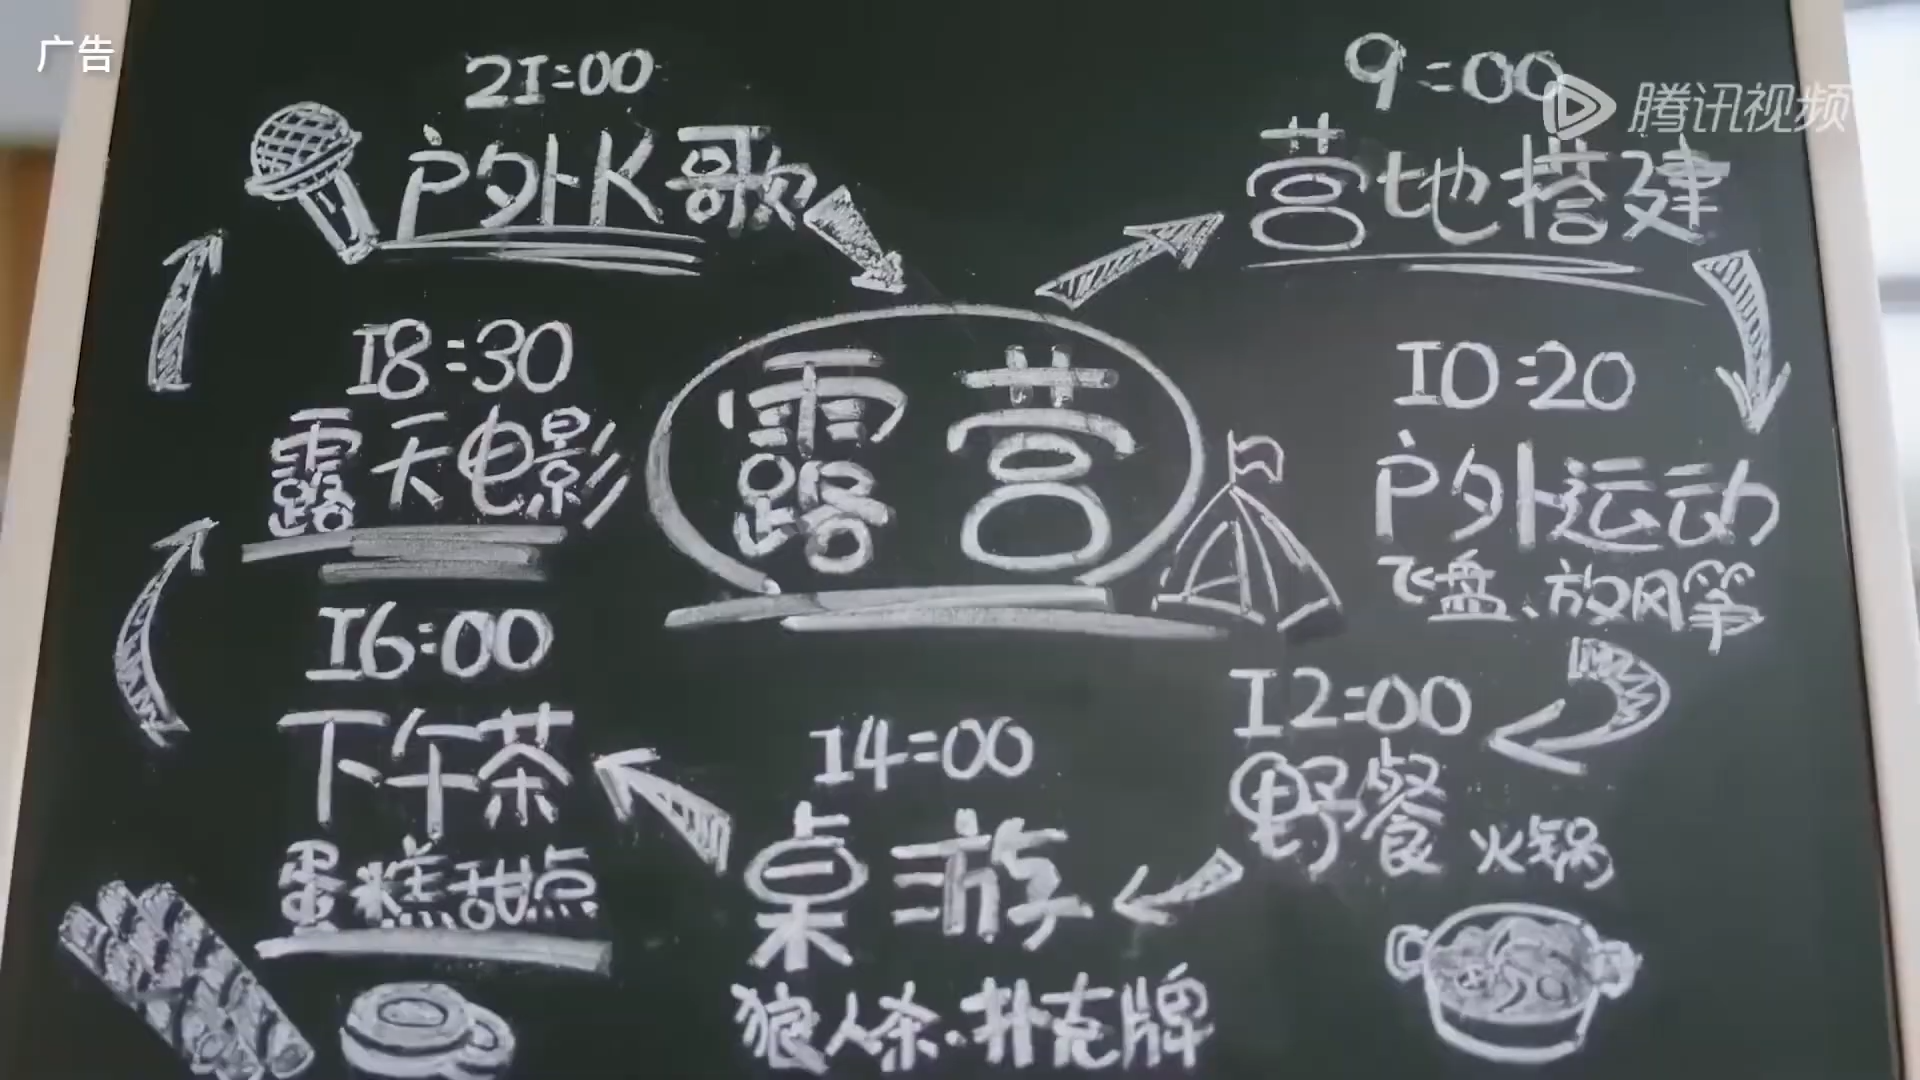 广告
腾讯视频
露营
9:00
营地搭建
10:20
户外运动
飞盘、放风筝
12:00
野餐 火锅
14:00
桌游
狼人杀·扑克牌
16:00
下午茶
蛋糕甜点
18:30
露天电影
21:00
户外K歌